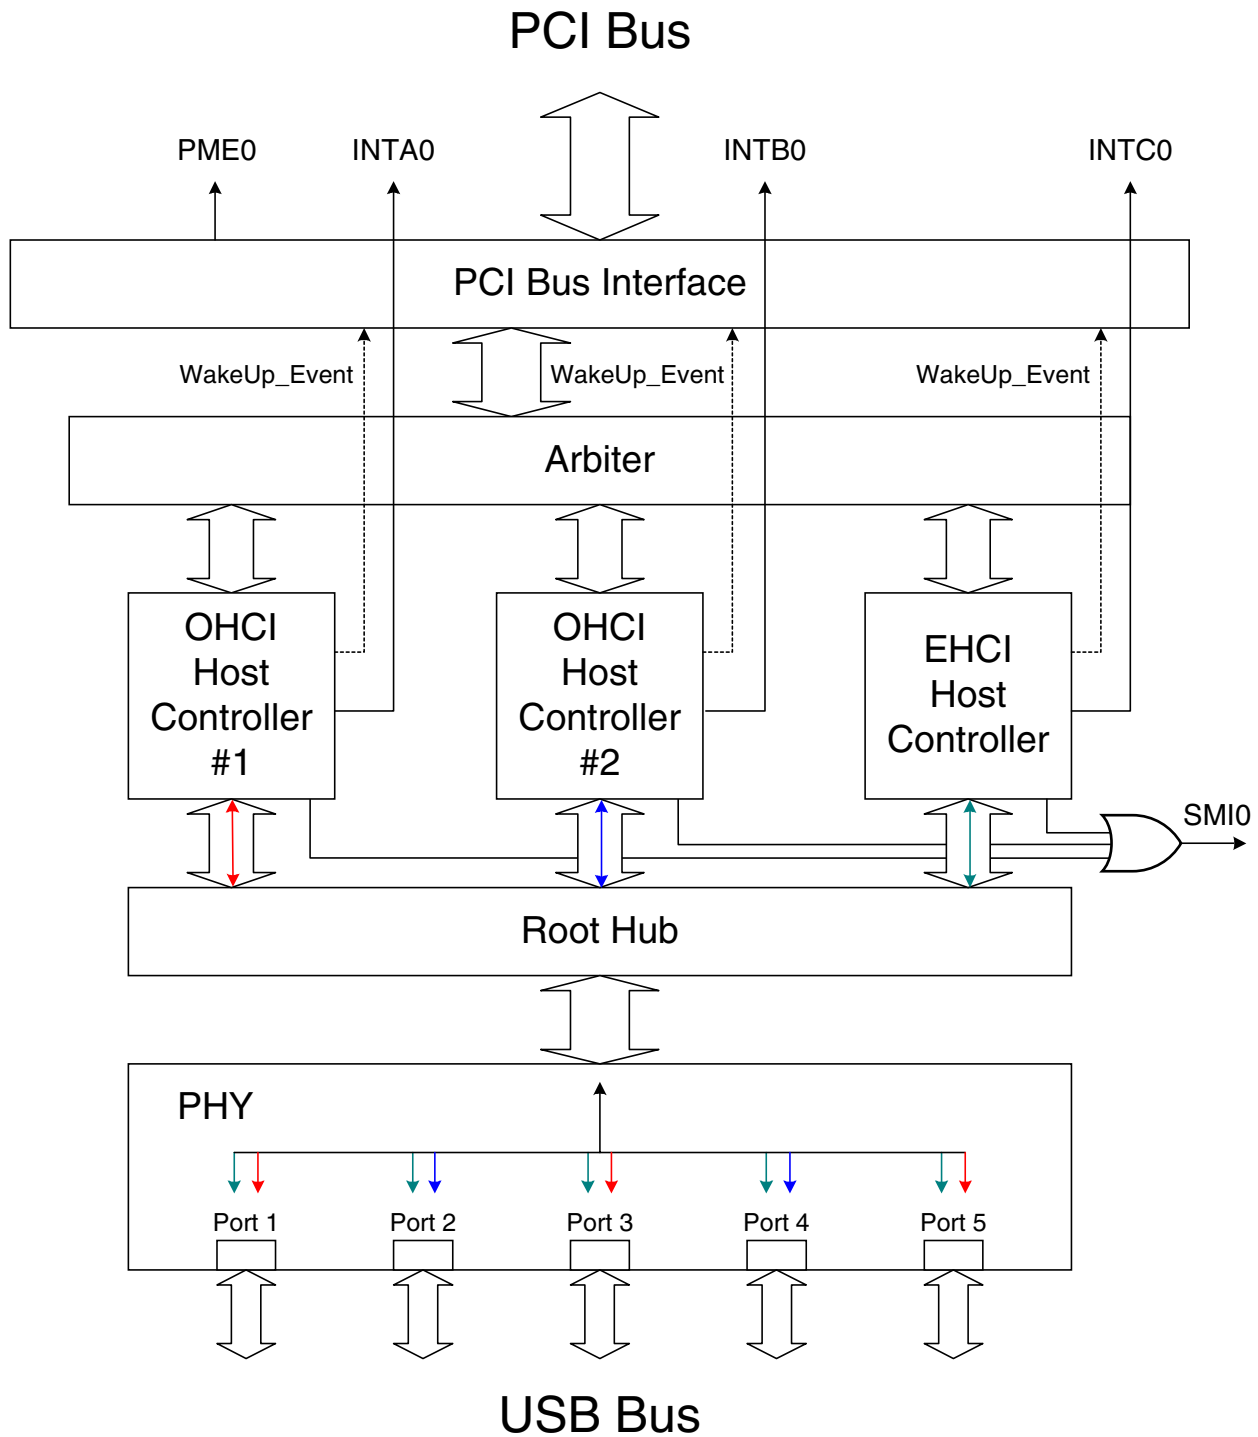 PCI Bus
PME0
INTA0
INTB0
INTC0
PCI Bus Interface
WakeUp_Event
WakeUp_Event
WakeUp_Event
Arbiter
OHCI
Host
Controller
#1
OHCI
Host
Controller
#2
EHCI
Host
Controller
SMI0
Root Hub
PHY
Port 1
Port 2
Port 3
Port 4
Port 5
USB Bus